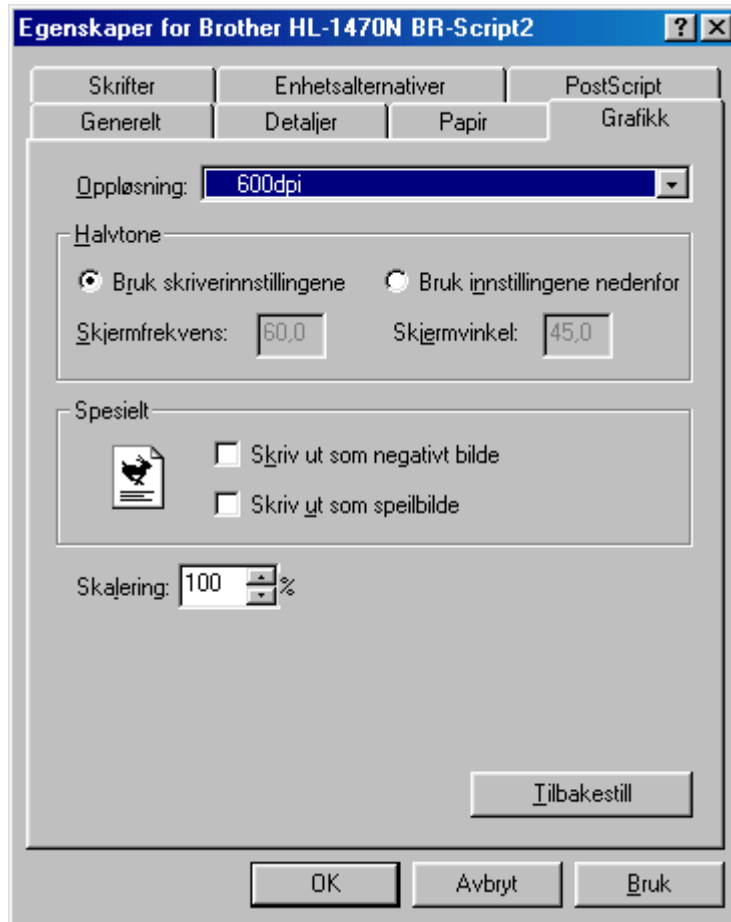 Egenskaper for Brother HL-1470N BR-Script2
Skrifter Enhetsalternativer PostScript
Generelt Detaljer Papir Grafikk
Oppløsning: 600dpi
Halvtone
Bruk skriverinnstillingene Bruk innstillingene nedenfor
Skjermfrekvens: 60,0 Skjermvinkel: 45,0
Spesielt
Skriv ut som negativt bilde
Skriv ut som speilbilde
Skalering: 100 %
Tilbakestill
OK Avbryt Bruk